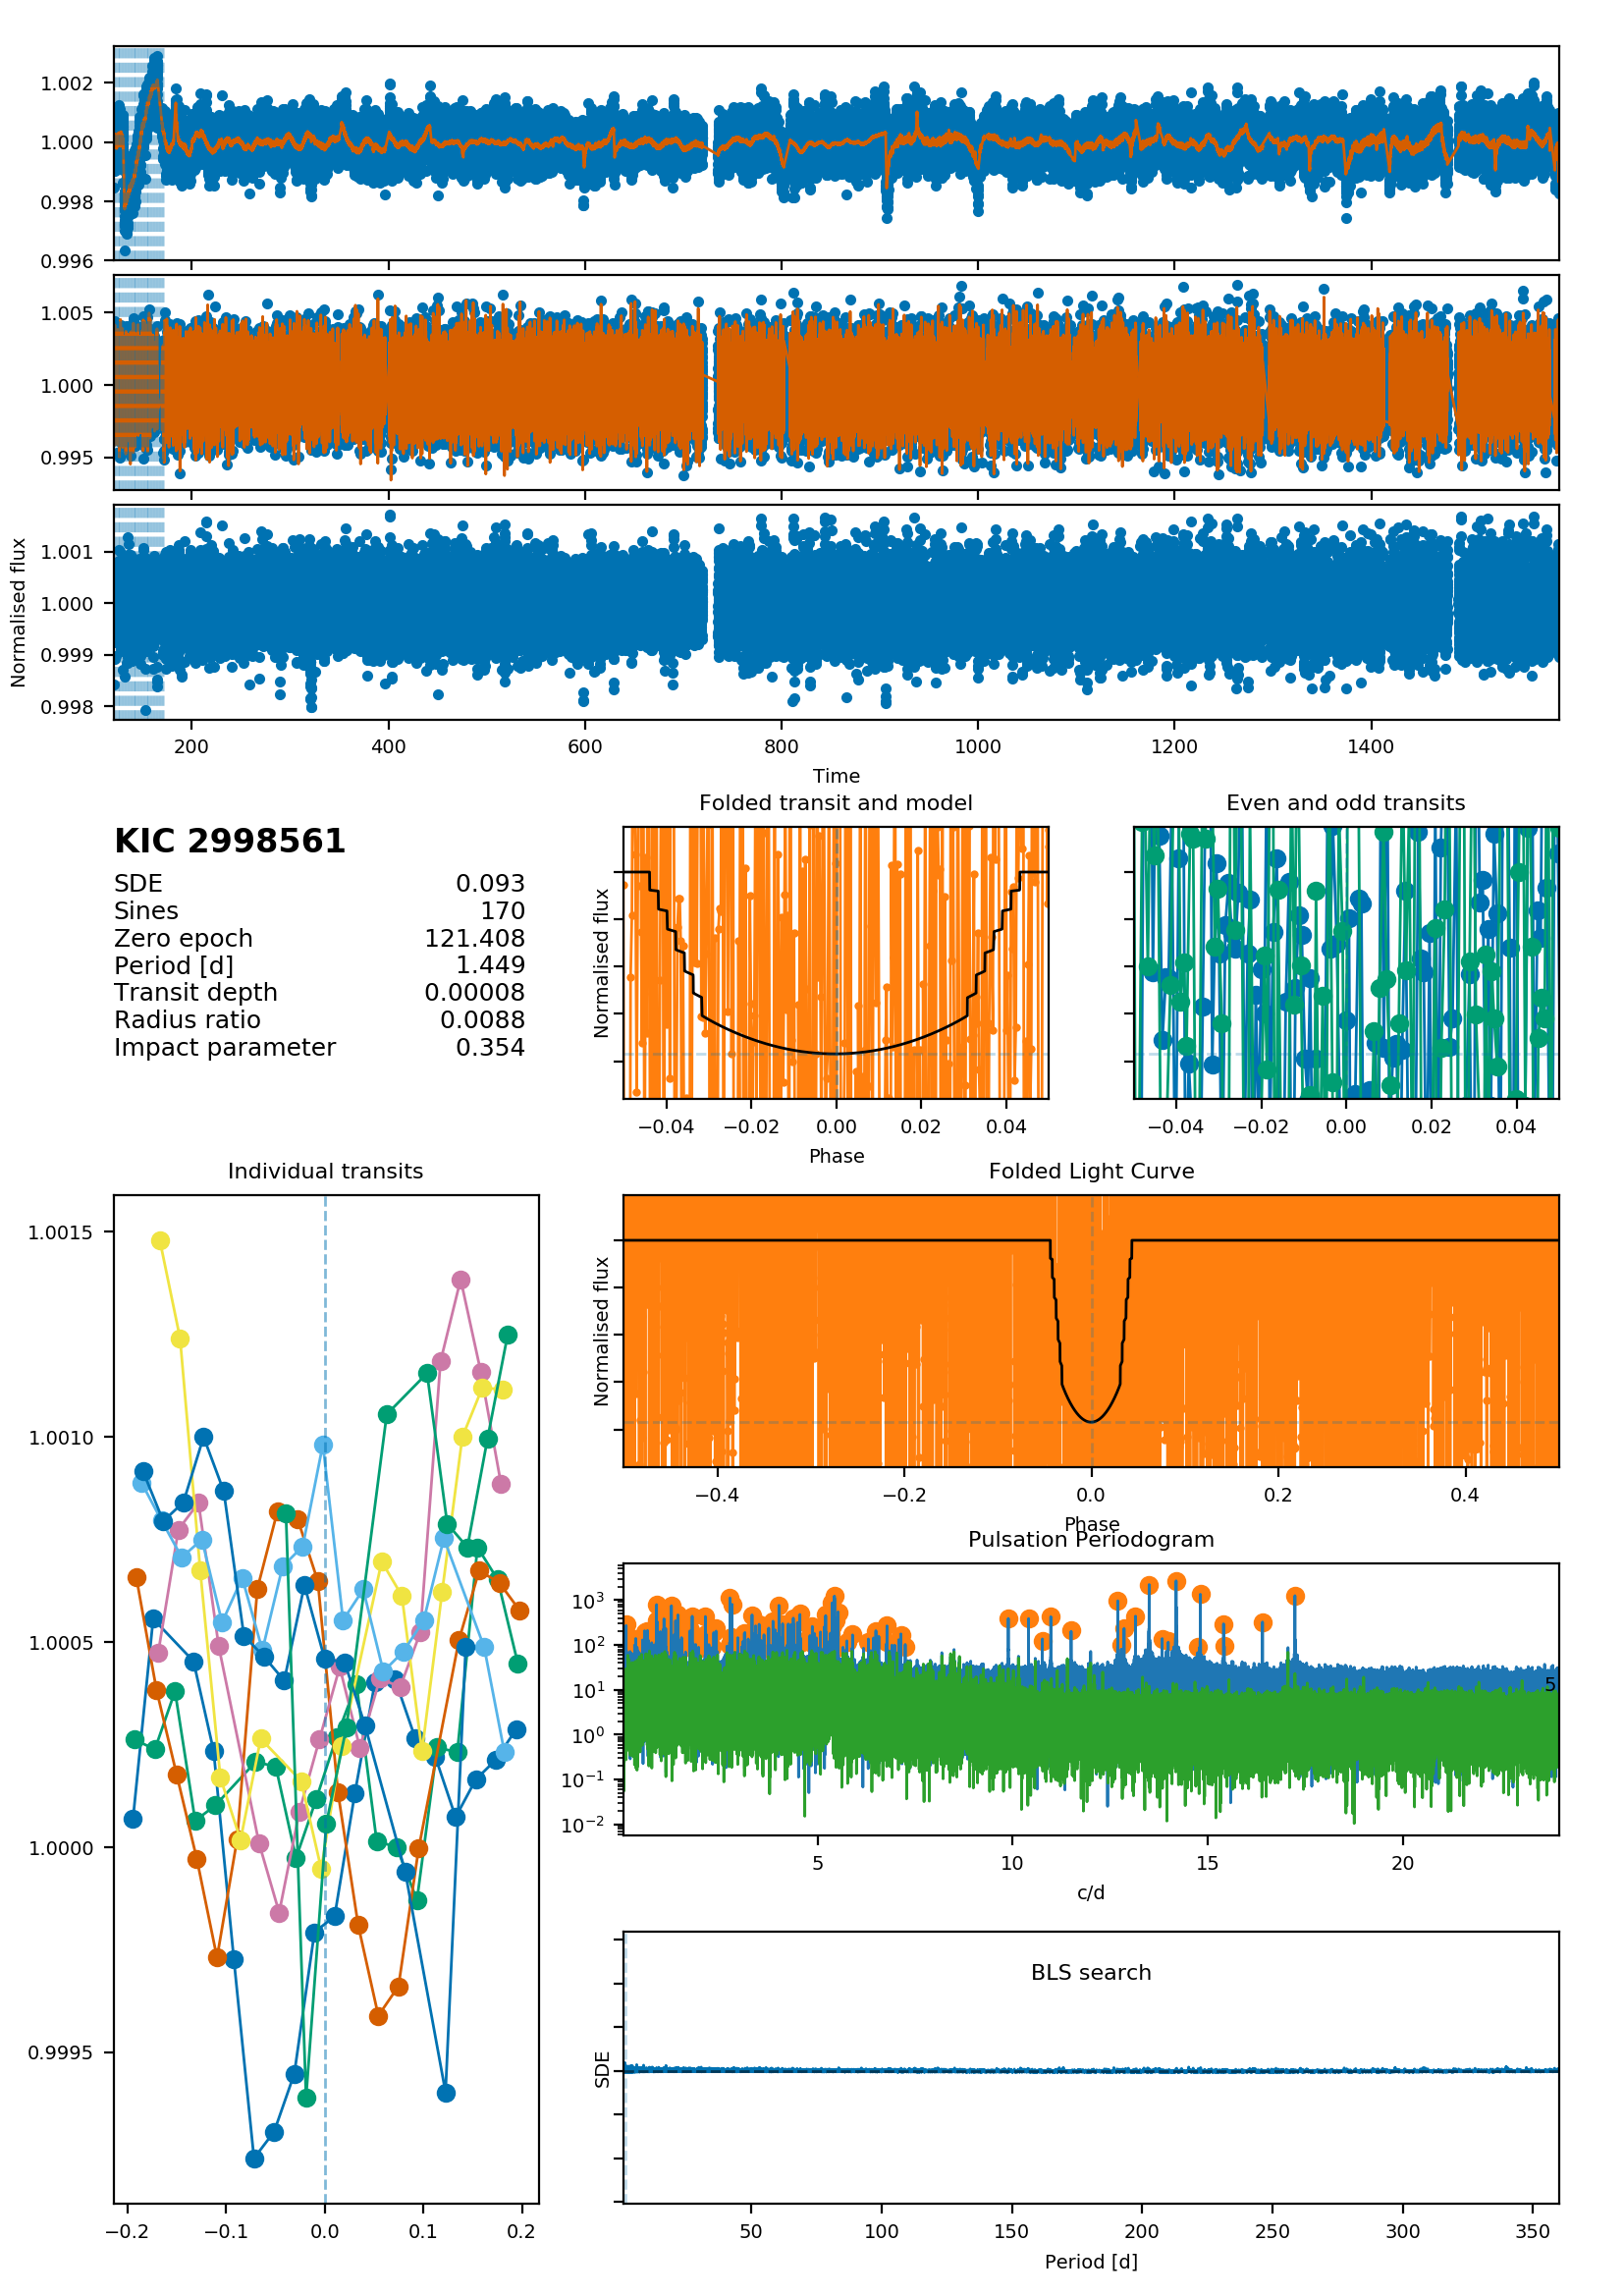 1.002
1.000
0.998
0.996
1.005
1.000
0.995
1.001
1.000
0.999
0.998
Normalised flux
200 400 600 800 1000 1200 1400
Time
KIC 2998561
SDE 0.093
Sines 170
Zero epoch 121.408
Period [d] 1.449
Transit depth 0.00008
Radius ratio 0.0088
Impact parameter 0.354
Folded transit and model
Normalised flux
−0.04 −0.02 0.00 0.02 0.04
Phase
Even and odd transits
−0.04 −0.02 0.00 0.02 0.04
Individual transits
1.0015
1.0010
1.0005
1.0000
0.9995
−0.2 −0.1 0.0 0.1 0.2
Folded Light Curve
Normalised flux
−0.4 −0.2 0.0 0.2 0.4
Phase
Pulsation Periodogram
10³
10²
10¹
10⁰
10⁻¹
10⁻²
5
5 10 15 20
c/d
BLS search
SDE
50 100 150 200 250 300 350
Period [d]